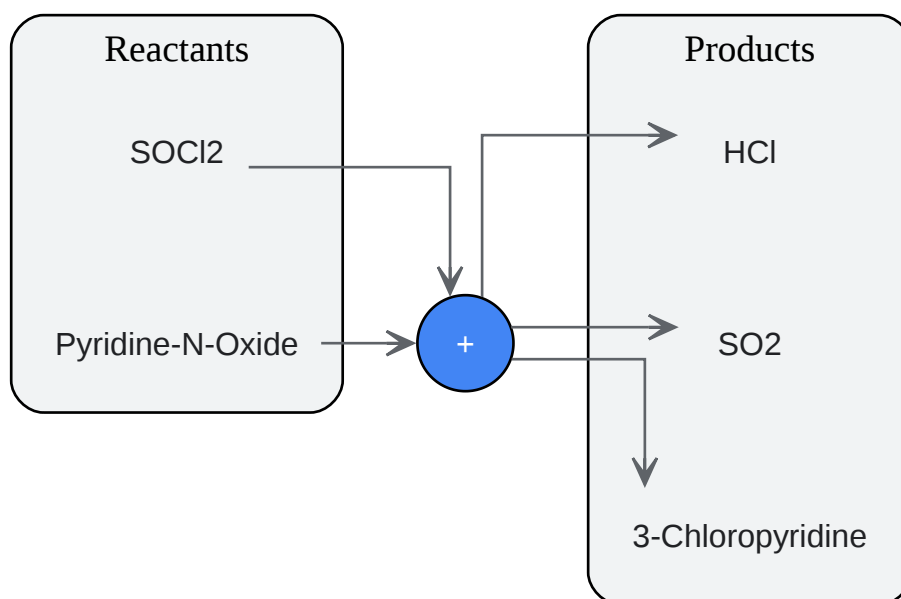 Reactants
SOCl2
Pyridine-N-Oxide
+
Products
HCl
SO2
3-Chloropyridine